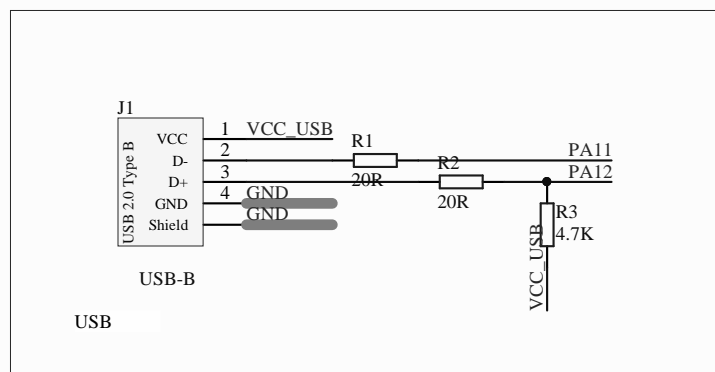 J1
USB 2.0 Type B
VCC 1 VCC_USB
D- 2 R1 20R PA11
D+ 3 R2 20R PA12
GND 4 GND
Shield GND
R3
4.7K
VCC_USB
USB-B
USB